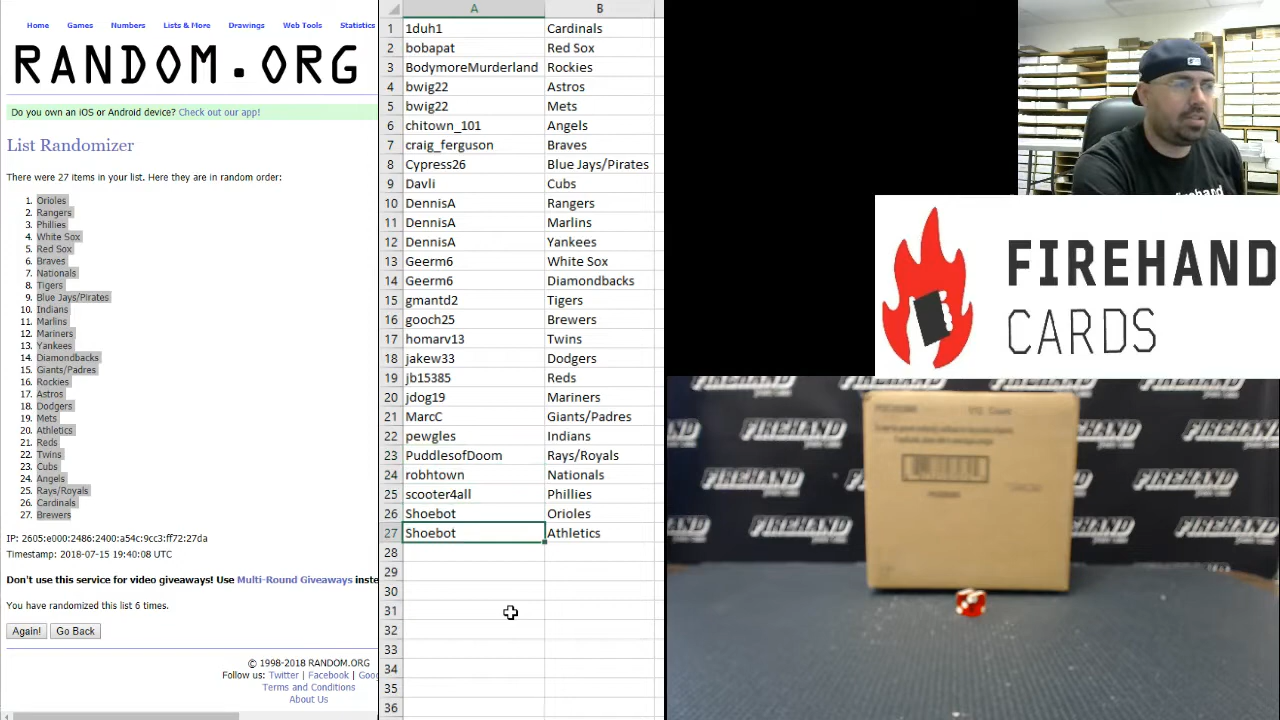 Home Games Numbers Lists & More Drawings Web Tools Statistics
RANDOM.ORG
Do you own an iOS or Android device? Check out our app!
List Randomizer
There were 27 items in your list. Here they are in random order:
1. Orioles
2. Rangers
3. Phillies
4. White Sox
5. Red Sox
6. Braves
7. Nationals
8. Tigers
9. Blue Jays/Pirates
10. Indians
11. Marlins
12. Mariners
13. Yankees
14. Diamondbacks
15. Giants/Padres
16. Rockies
17. Astros
18. Dodgers
19. Mets
20. Athletics
21. Reds
22. Twins
23. Cubs
24. Angels
25. Rays/Royals
26. Cardinals
27. Brewers
IP: 2605:e000:2486:2400:a54c:9cc3:ff72:27da
Timestamp: 2018-07-15 19:40:08 UTC
Don't use this service for video giveaways! Use Multi-Round Giveaways inste
You have randomized this list 6 times.
Again! Go Back
© 1998-2018 RANDOM.ORG
Follow us: Twitter | Facebook | Goo
Terms and Conditions
About Us
A B
1 1duh1 Cardinals
2 bobapat Red Sox
3 BodymoreMurderland Rockies
4 bwig22 Astros
5 bwig22 Mets
6 chitown_101 Angels
7 craig_ferguson Braves
8 Cypress26 Blue Jays/Pirates
9 Davli Cubs
10 DennisA Rangers
11 DennisA Marlins
12 DennisA Yankees
13 Geerm6 White Sox
14 Geerm6 Diamondbacks
15 gmantd2 Tigers
16 gooch25 Brewers
17 homarv13 Twins
18 jakew33 Dodgers
19 jb15385 Reds
20 jdog19 Mariners
21 MarcC Giants/Padres
22 pewgles Indians
23 PuddlesofDoom Rays/Royals
24 robhtown Nationals
25 scooter4all Phillies
26 Shoebot Orioles
27 Shoebot Athletics
28
29
30
31
32
33
34
35
36
FIREHAND
CARDS
FIREHAND
FIREHAND
FIREHAND
FIREHAND